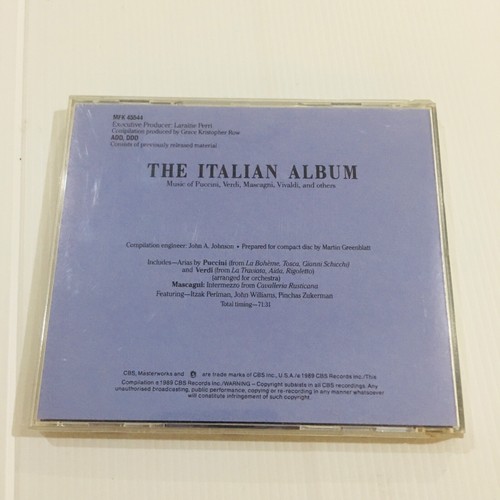 MFK 45044
Executive Producer: Laraine Perri
Compilation produced by Grace Kristopher Row
ADD, DDD
Consists of previously released material
THE ITALIAN ALBUM
Music of Puccini, Verdi, Mascagni, Vivaldi, and others
Compilation engineer: John A. Johnson • Prepared for compact disc by Martin Greenblatt
Includes—Arias by Puccini (from La Bohème, Tosca, Gianni Schicchi)
and Verdi (from La Traviata, Aida, Rigoletto)
(arranged for orchestra)
Mascagni: Intermezzo from Cavalleria Rusticana
Featuring—Itzak Perlman, John Williams, Pinchas Zukerman
Total timing—71:31
CBS, Masterworks and are trade marks of CBS Inc., U.S.A./ 1989 CBS Records Inc./This
Compilation 1989 CBS Records Inc./WARNING – Copyright subsists in all CBS recordings. Any
unauthorised broadcasting, public performance, copying or re-recording in any manner whatsoever
will constitute infringement of such copyright.